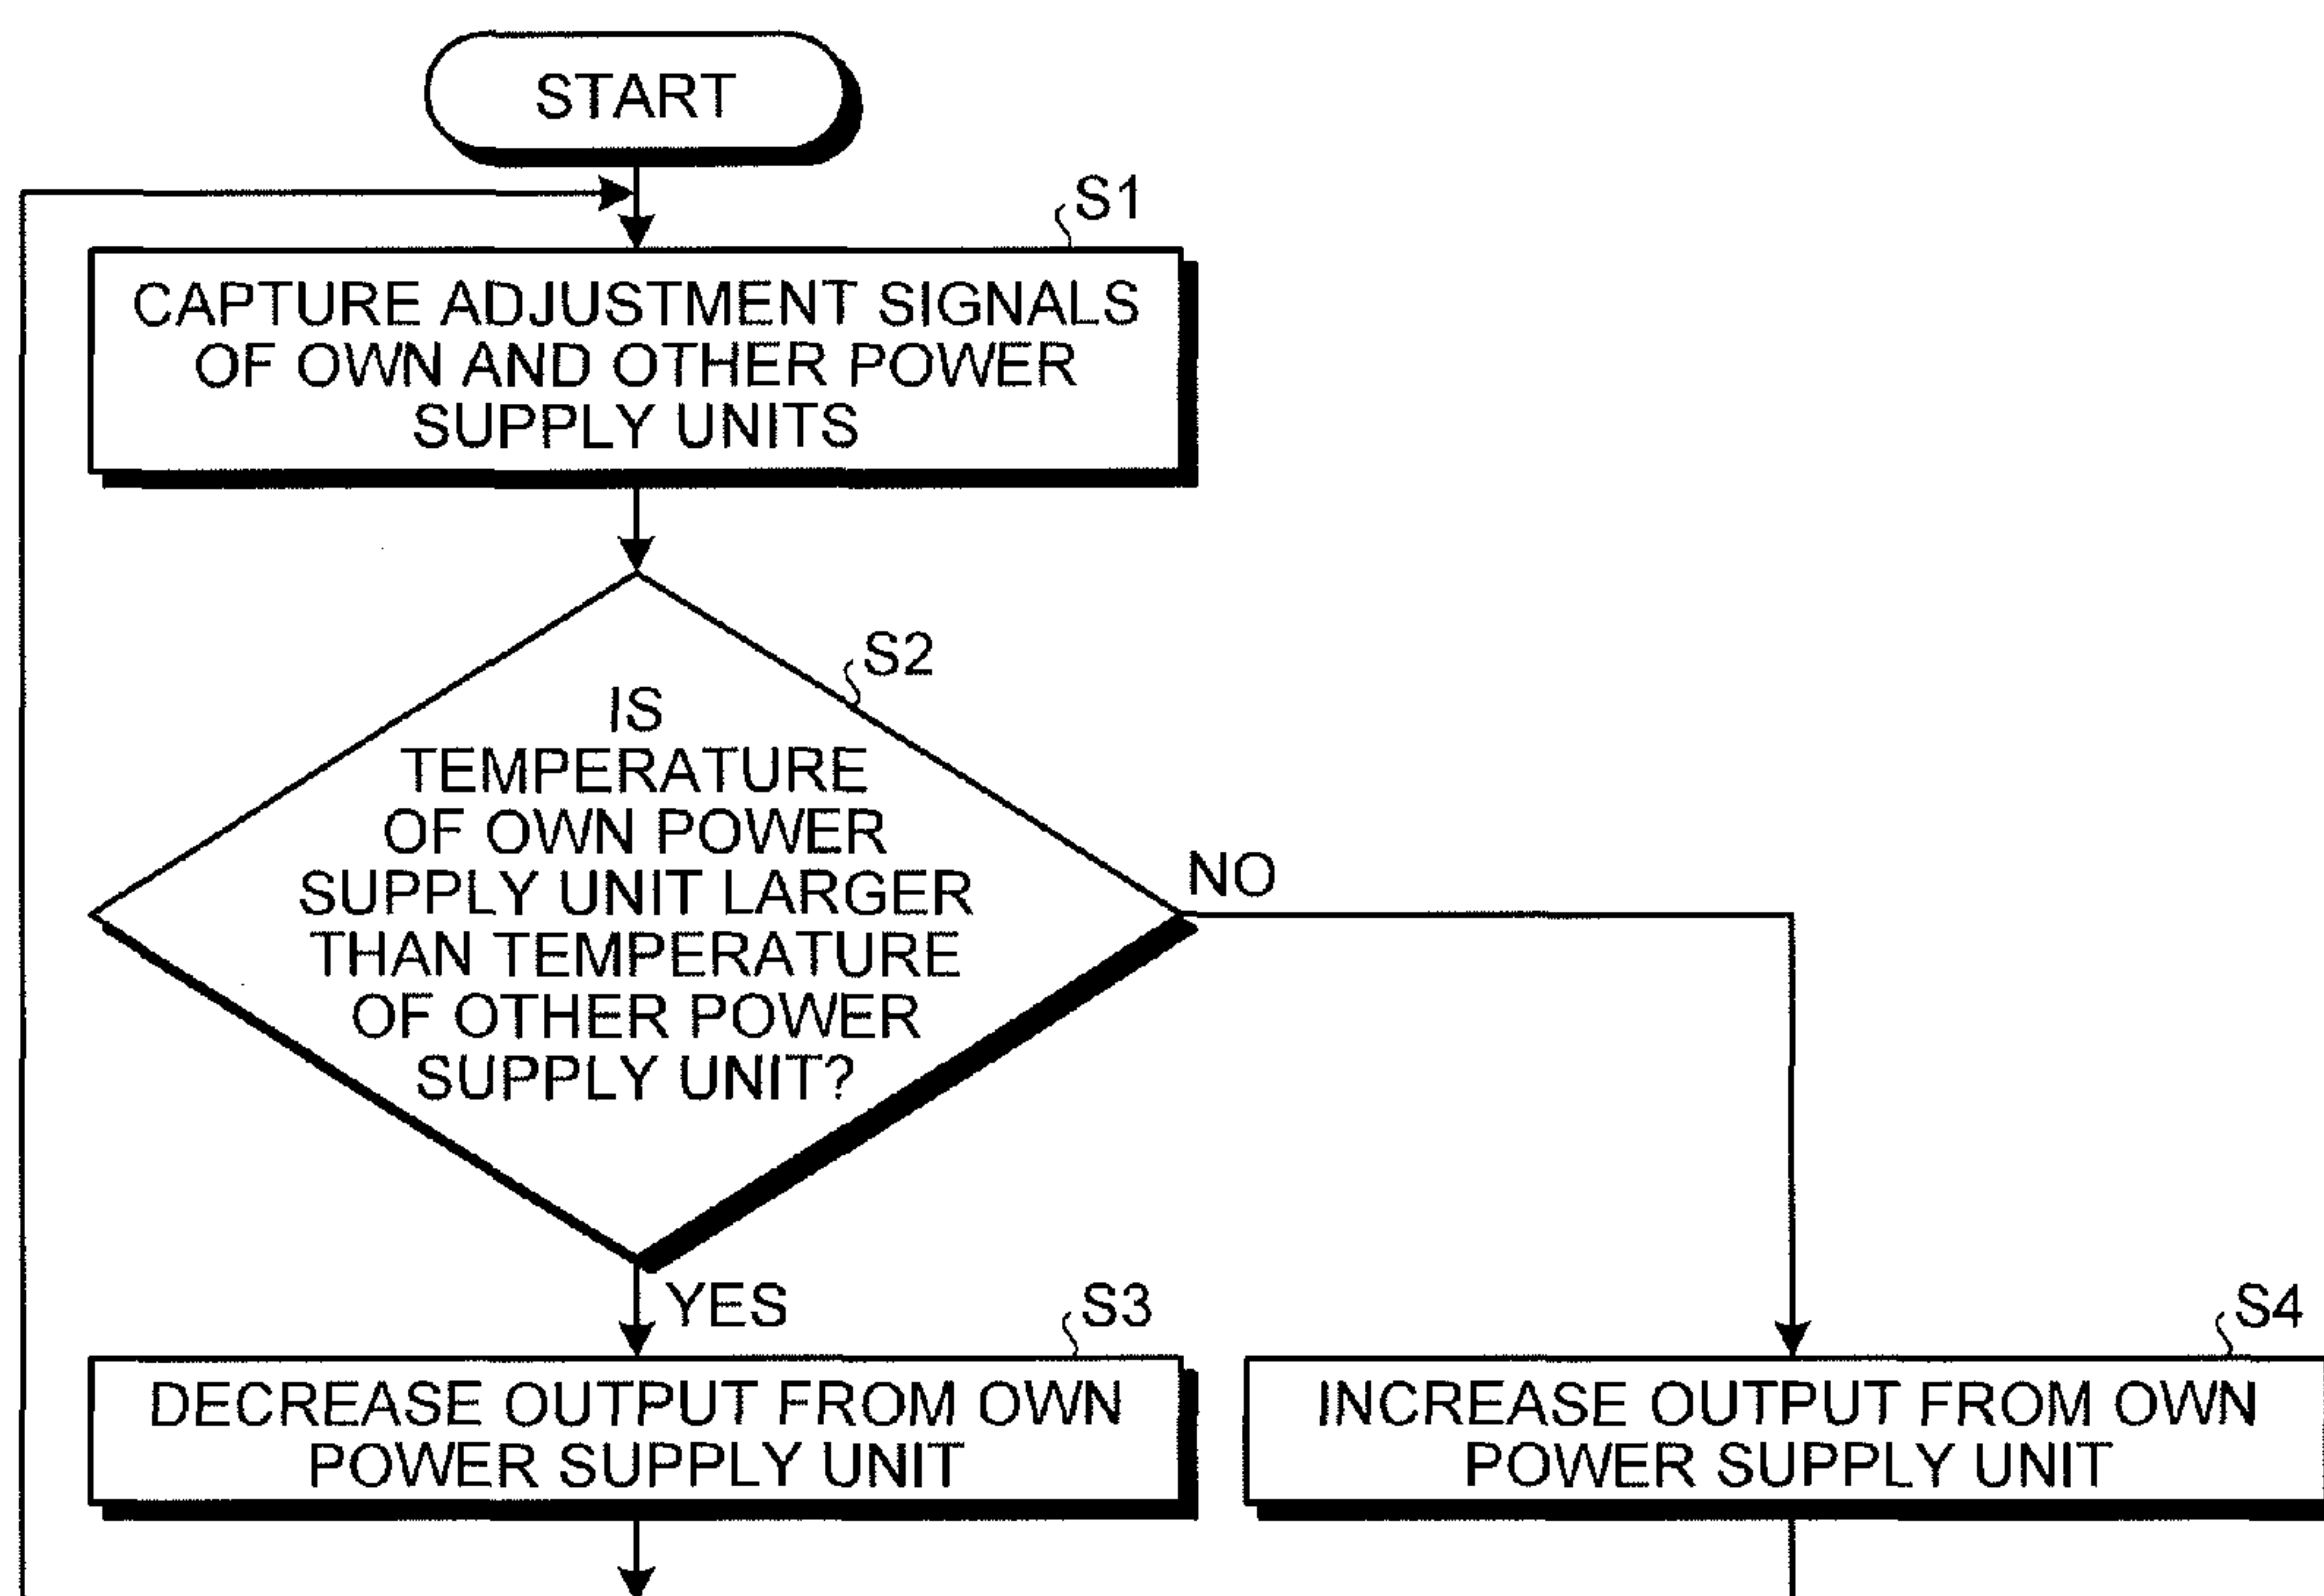 START
S1
CAPTURE ADJUSTMENT SIGNALS
OF OWN AND OTHER POWER
SUPPLY UNITS
S2
IS
TEMPERATURE
OF OWN POWER
SUPPLY UNIT LARGER
THAN TEMPERATURE
OF OTHER POWER
SUPPLY UNIT?
NO
YES
S3
DECREASE OUTPUT FROM OWN
POWER SUPPLY UNIT
S4
INCREASE OUTPUT FROM OWN
POWER SUPPLY UNIT